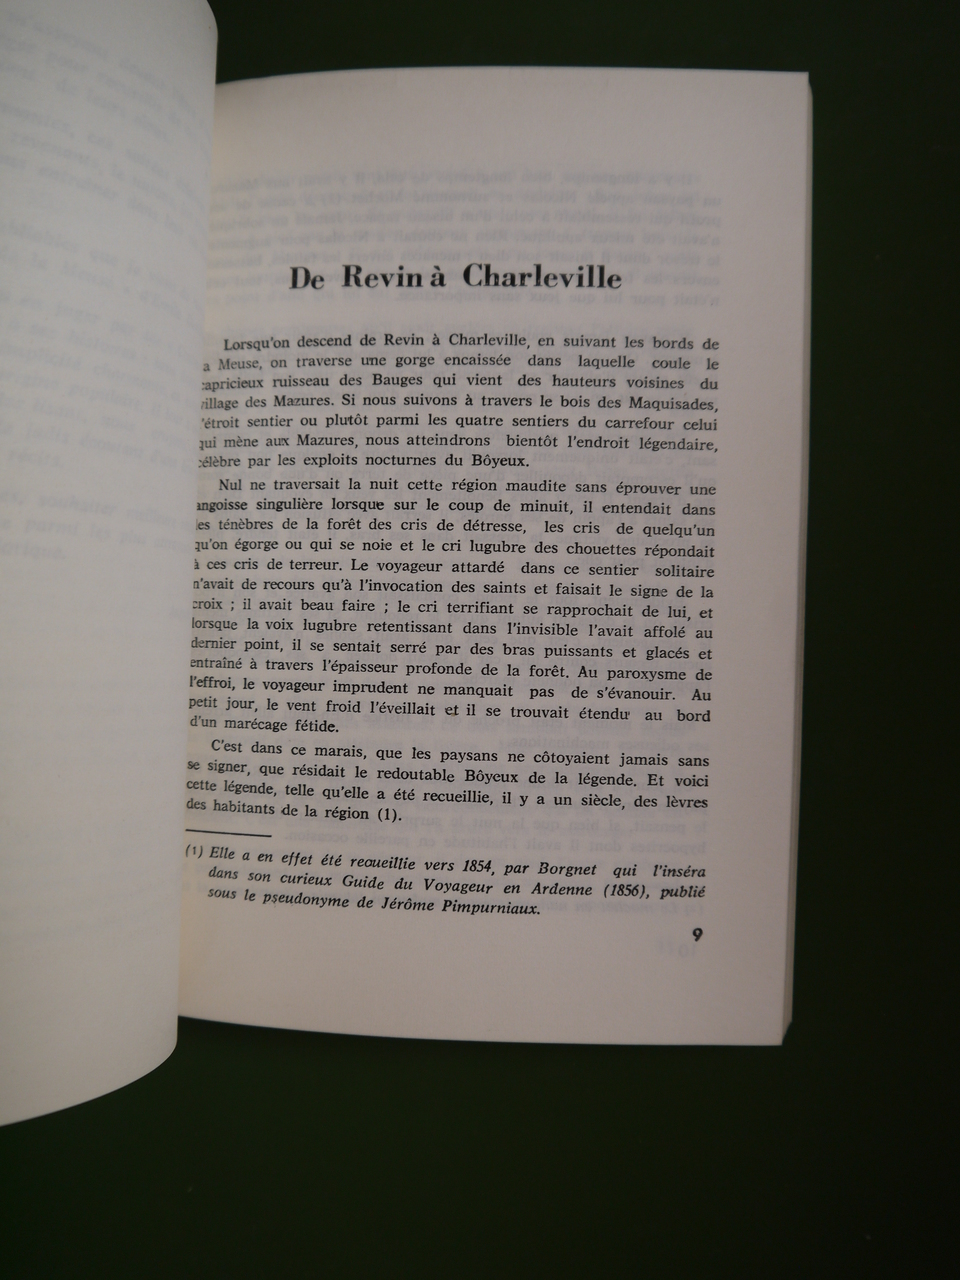 De Revin à Charleville
Lorsqu'on descend de Revin à Charleville, en suivant les bords de
a Meuse, on traverse une gorge encaissée dans laquelle coule le
capricieux ruisseau des Bauges qui vient des hauteurs voisines du
village des Mazures. Si nous suivons à travers le bois des Maquisades,
l'étroit sentier ou plutôt parmi les quatre sentiers du carrefour celui
qui mène aux Mazures, nous atteindrons bientôt l'endroit légendaire,
célèbre par les exploits nocturnes du Bôyeux.
Nul ne traversait la nuit cette région maudite sans éprouver une
angoisse singulière lorsque sur le coup de minuit, il entendait dans
les ténèbres de la forêt des cris de détresse, les cris de quelqu'un
qu'on égorge ou qui se noie et le cri lugubre des chouettes répondait
à ces cris de terreur. Le voyageur attardé dans ce sentier solitaire
n'avait de recours qu'à l'invocation des saints et faisait le signe de la
croix ; il avait beau faire ; le cri terrifiant se rapprochait de lui, et
lorsque la voix lugubre retentissant dans l'invisible l'avait affolé au
dernier point, il se sentait serré par des bras puissants et glacés et
entraîné à travers l'épaisseur profonde de la forêt. Au paroxysme de
l'effroi, le voyageur imprudent ne manquait pas de s'évanouir. Au
petit jour, le vent froid l'éveillait et il se trouvait étendu au bord
d'un marécage fétide.
C'est dans ce marais, que les paysans ne côtoyaient jamais sans
se signer, que résidait le redoutable Bôyeux de la légende. Et voici
cette légende, telle qu'elle a été recueillie, il y a un siècle, des lèvres
des habitants de la région (1).
(1) Elle a en effet été recueillie vers 1854, par Borgnet qui l'inséra
dans son curieux Guide du Voyageur en Ardenne (1856), publié
sous le pseudonyme de Jérôme Pimpurniaux.
9